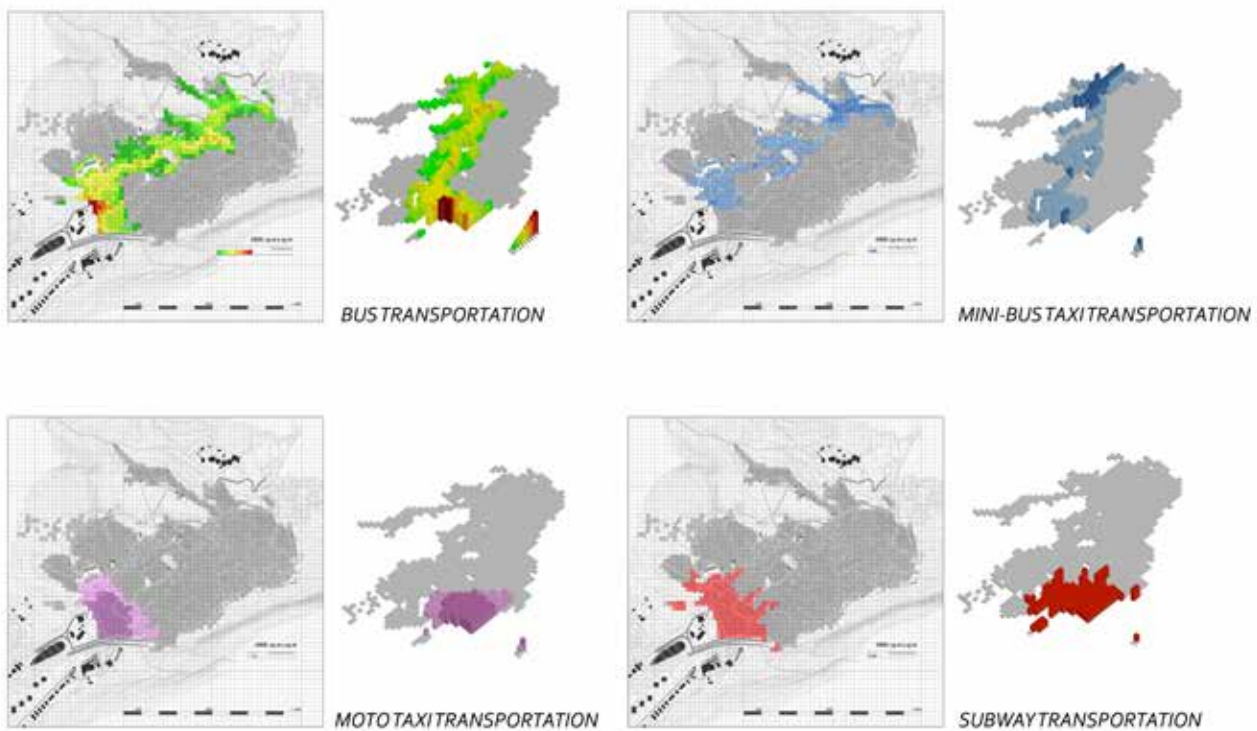 BUS TRANSPORTATION
MINI-BUS TAXI TRANSPORTATION
MOTO TAXI TRANSPORTATION
SUBWAY TRANSPORTATION